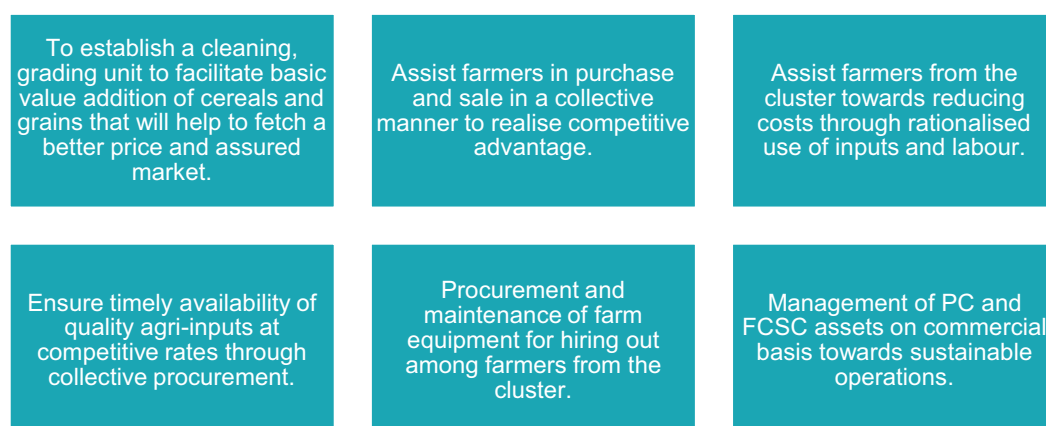 To establish a cleaning,
grading unit to facilitate basic
value addition of cereals and
grains that will help to fetch a
better price and assured
market.
Assist farmers in purchase
and sale in a collective
manner to realise competitive
advantage.
Assist farmers from the
cluster towards reducing
costs through rationalised
use of inputs and labour.
Ensure timely availability of
quality agri-inputs at
competitive rates through
collective procurement.
Procurement and
maintenance of farm
equipment for hiring out
among farmers from the
cluster.
Management of PC and
FCSC assets on commercial
basis towards sustainable
operations.